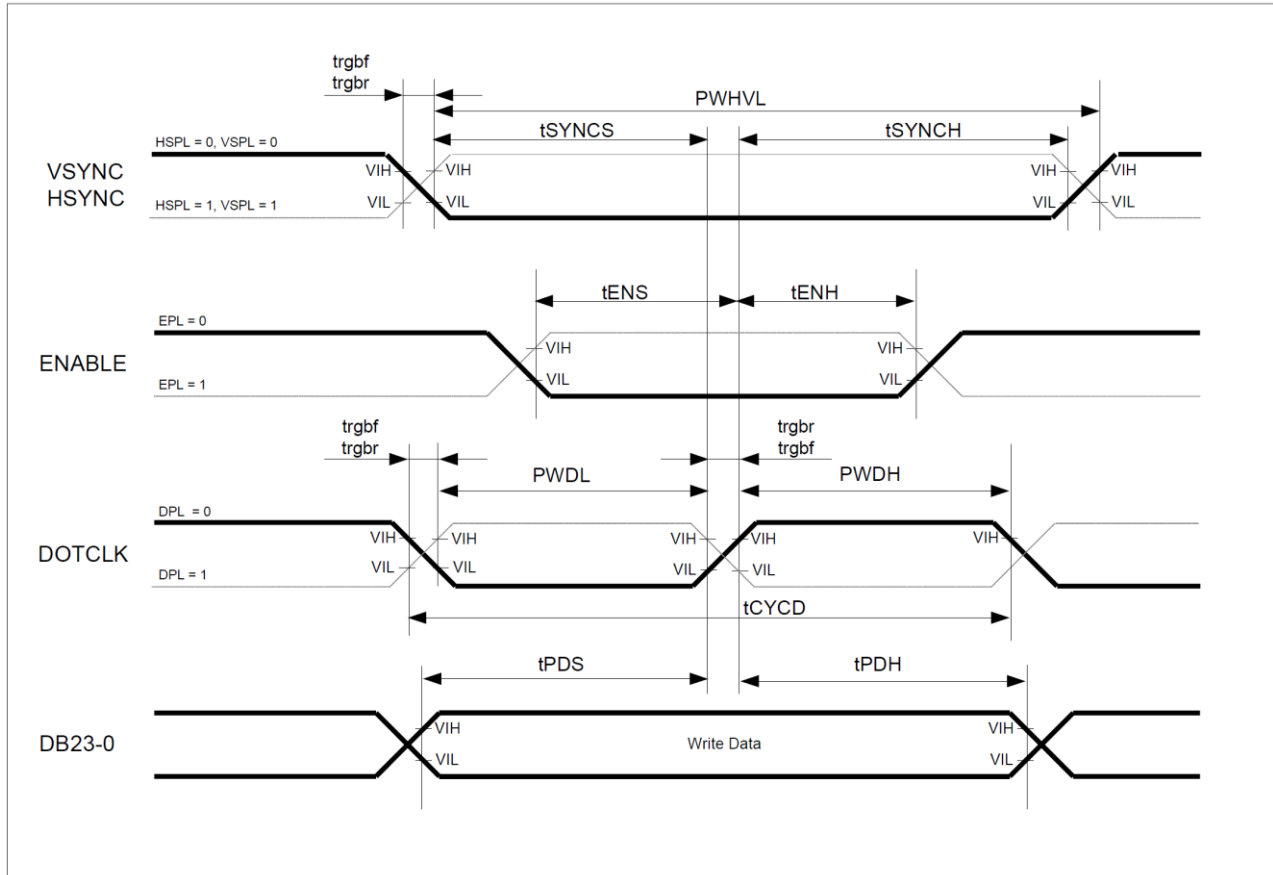 trgbf
trgbr
PWHVL
tSYNCS
tSYNCH
HSPL = 0, VSPL = 0
VSYNC
HSYNC
VIH
VIH
VIH
VIH
HSPL = 1, VSPL = 1
VIL
VIL
VIL
VIL
tENS
tENH
EPL = 0
ENABLE
VIH
VIH
EPL = 1
VIL
VIL
trgbf
trgbr
trgbr
trgbf
PWDL
PWDH
DPL = 0
DOTCLK
VIH
VIH
VIH
VIH
VIH
DPL = 1
VIL
VIL
VIL
VIL
tCYCD
tPDS
tPDH
DB23-0
VIH
Write Data
VIH
VIL
VIL